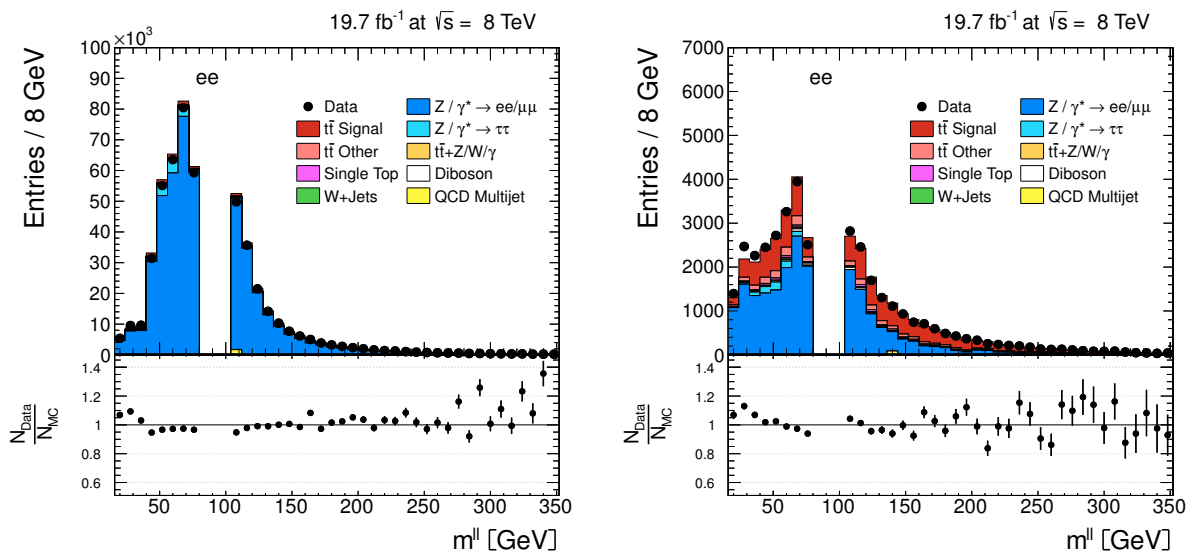 19.7 fb⁻¹ at √s = 8 TeV
×10³
ee
Entries / 8 GeV
100
90
80
70
60
50
40
30
20
10
0
Data
tt̄ Signal
tt̄ Other
Single Top
W+Jets
Z / γ* → ee/μμ
Z / γ* → ττ
tt̄+Z/W/γ
Diboson
QCD Multijet
N_Data
N_MC
1.4
1.2
1
0.8
0.6
50 100 150 200 250 300 350
m^ll [GeV]
19.7 fb⁻¹ at √s = 8 TeV
ee
Entries / 8 GeV
7000
6000
5000
4000
3000
2000
1000
0
Data
tt̄ Signal
tt̄ Other
Single Top
W+Jets
Z / γ* → ee/μμ
Z / γ* → ττ
tt̄+Z/W/γ
Diboson
QCD Multijet
N_Data
N_MC
1.4
1.2
1
0.8
0.6
50 100 150 200 250 300 350
m^ll [GeV]